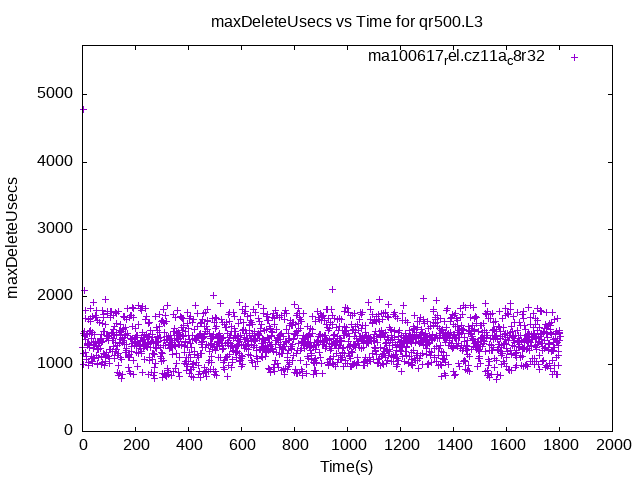 maxDeleteUsecs vs Time for qr500.L3
ma100617rel.cz11ac8r32
5000
4000
3000
2000
1000
0
maxDeleteUsecs
0 200 400 600 800 1000 1200 1400 1600 1800 2000
Time(s)